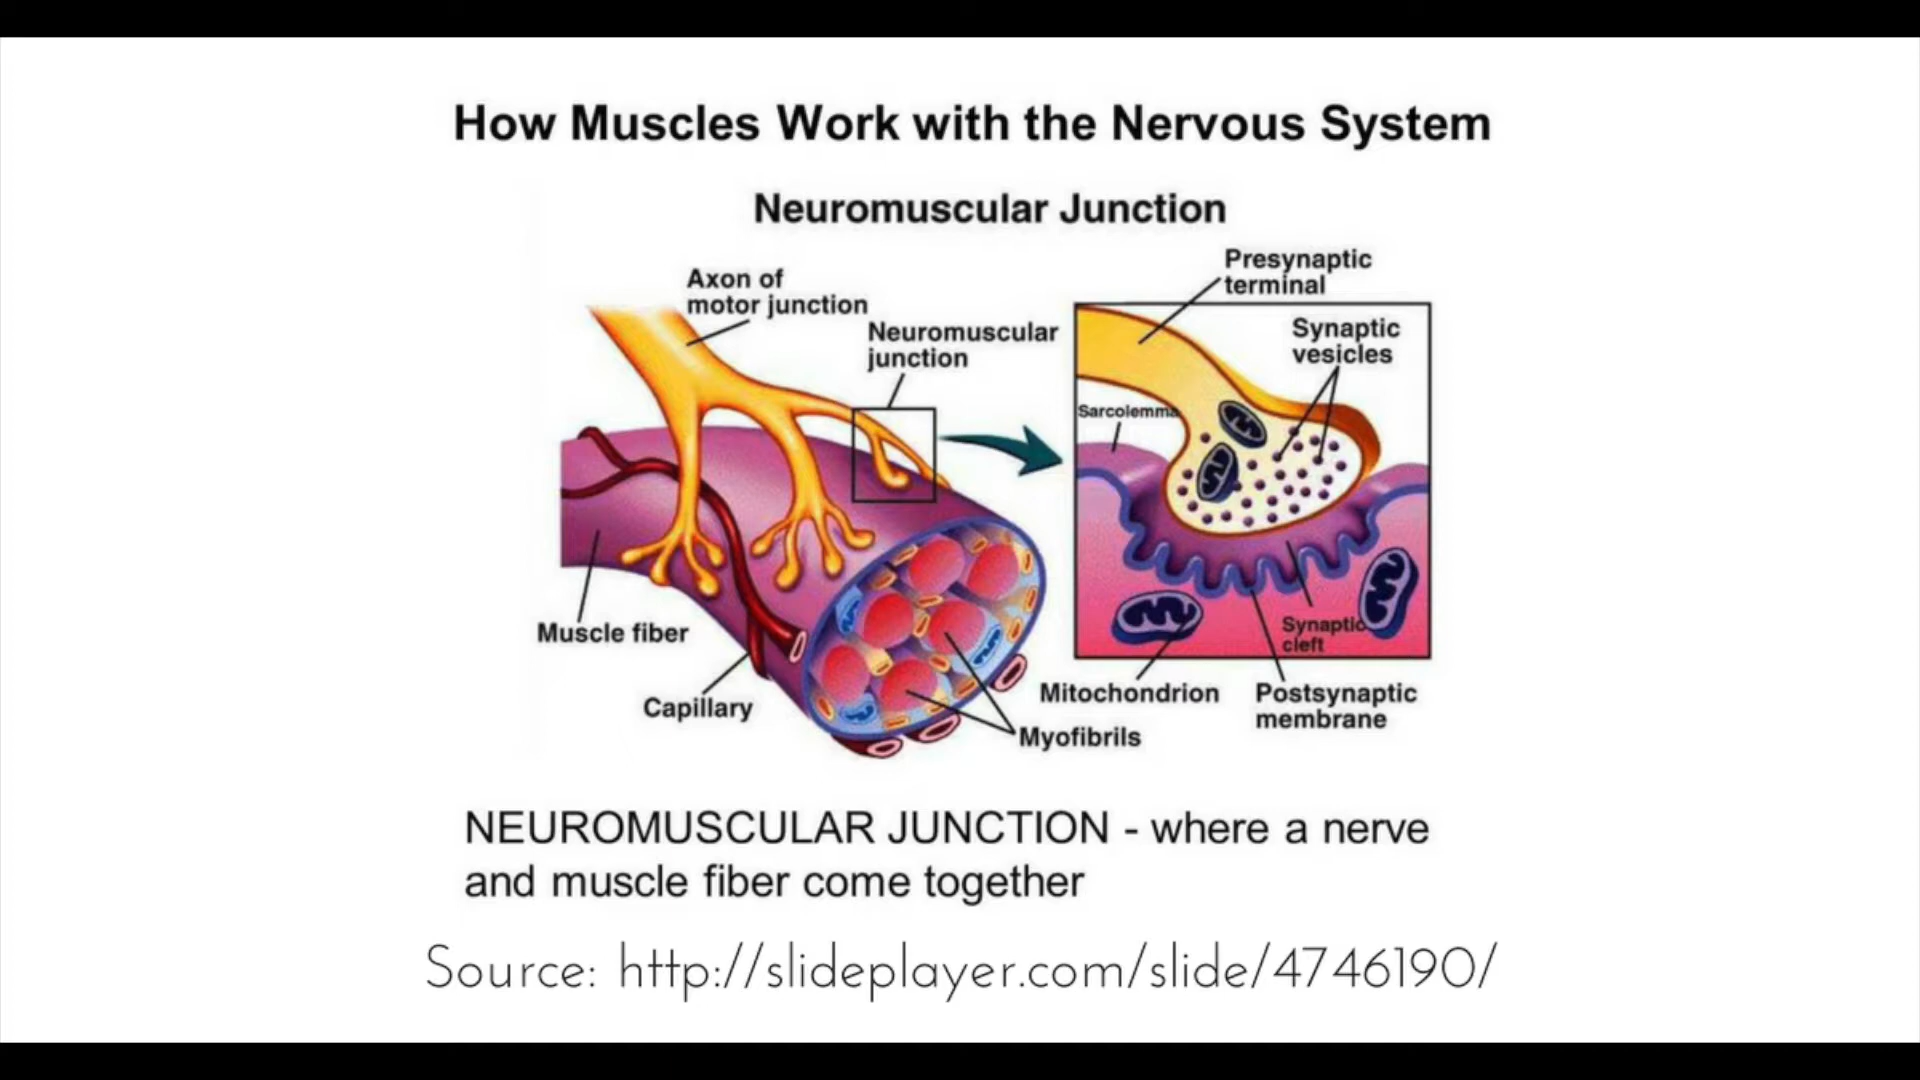 How Muscles Work with the Nervous System
Neuromuscular Junction
Axon of
motor junction
Neuromuscular
junction
Presynaptic
terminal
Synaptic
vesicles
Sarcolemma
Muscle fiber
Capillary
Synaptic
cleft
Mitochondrion
Postsynaptic
membrane
Myofibrils
NEUROMUSCULAR JUNCTION - where a nerve
and muscle fiber come together
Source: http://slideplayer.com/slide/4746190/